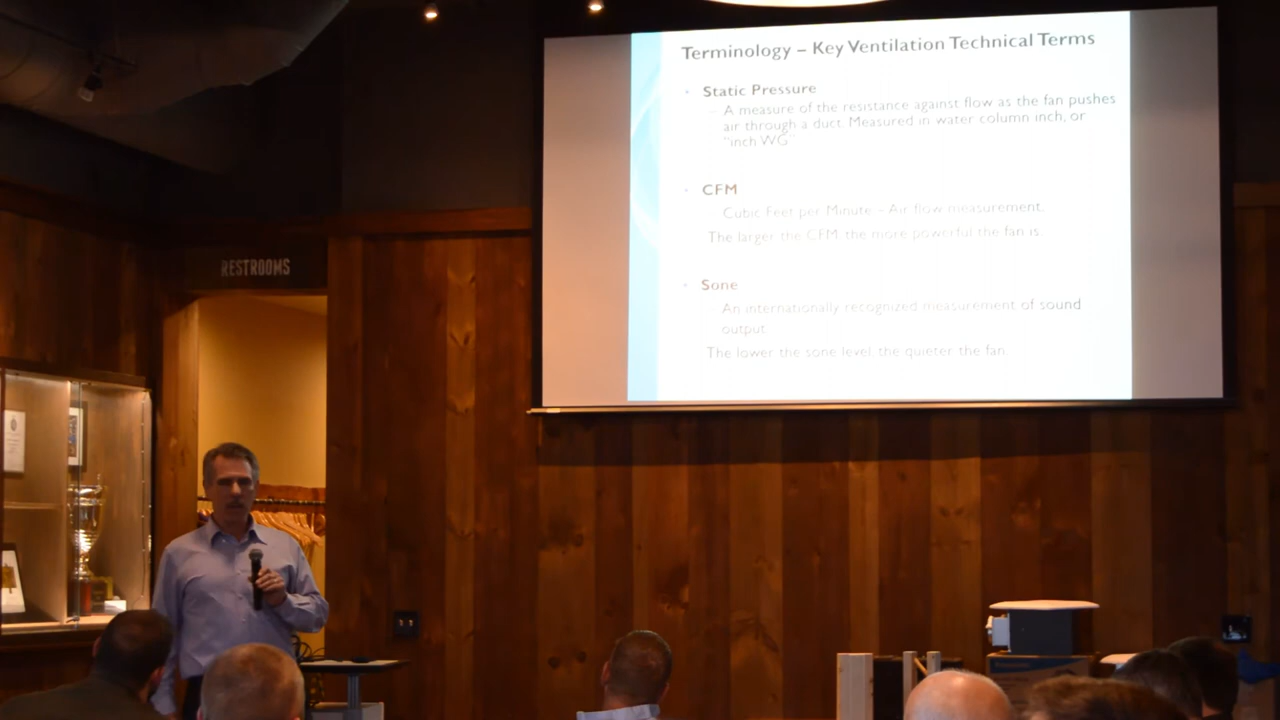 Terminology – Key Ventilation Technical Terms
• Static Pressure
– A measure of the resistance against flow as the fan pushes
air through a duct. Measured in water column inch, or
"inch WG"
• CFM
Cubic Feet per Minute – Air flow measurement.
The larger the CFM the more powerful the fan is
• Sone
An internationally recognized measurement of sound
output
The lower the sone level, the quieter the fan
RESTROOMS